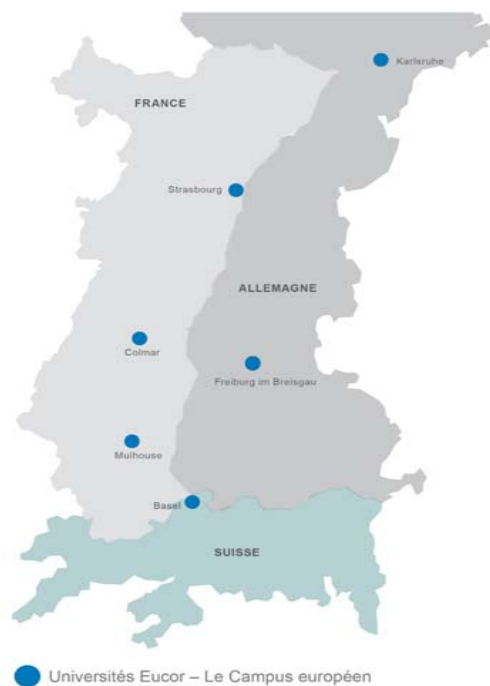 Karlsruhe
FRANCE
Strasbourg
ALLEMAGNE
Colmar
Freiburg im Breisgau
Mulhouse
Basel
SUISSE
Universités Eucor – Le Campus européen